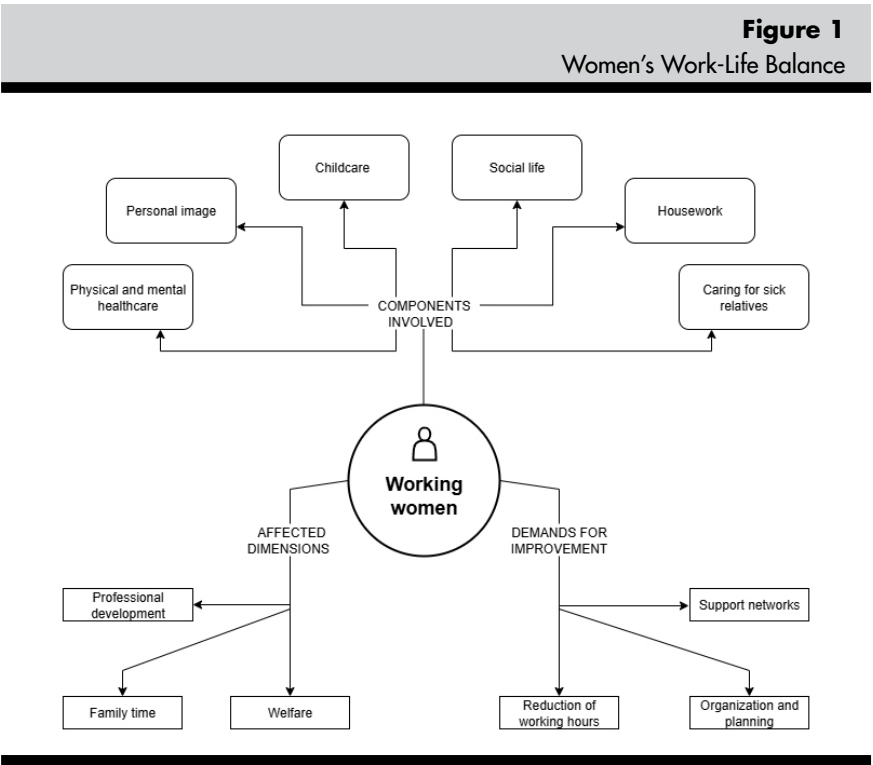 Figure 1
Women's Work-Life Balance
Childcare
Social life
Personal image
Housework
Physical and mental
healthcare
Caring for sick
relatives
COMPONENTS
INVOLVED
Working
women
AFFECTED
DIMENSIONS
DEMANDS FOR
IMPROVEMENT
Professional
development
Support networks
Family time
Welfare
Reduction of
working hours
Organization and
planning